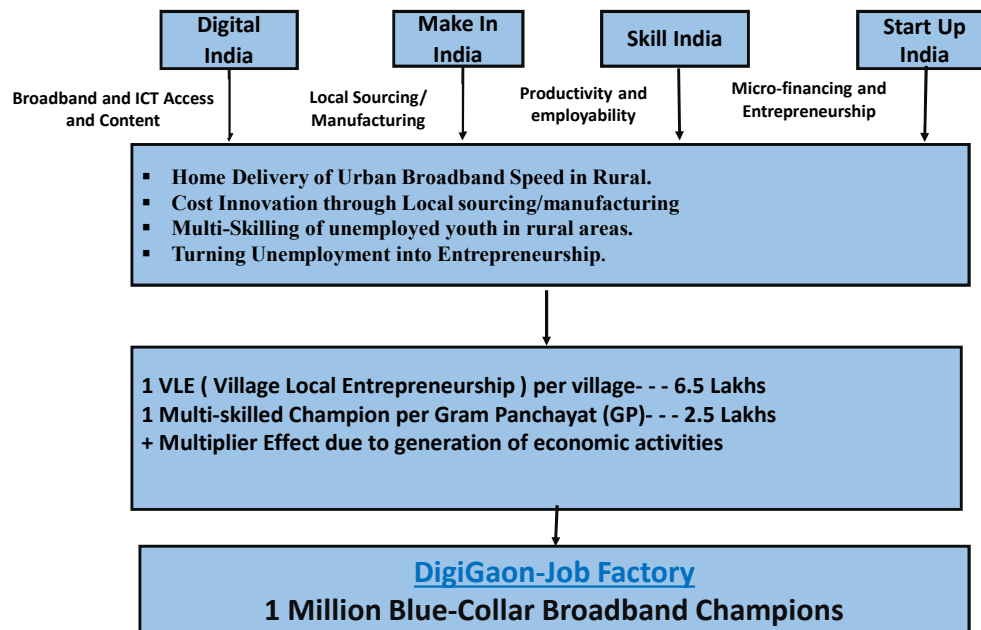 Digital
India
Make In
India
Skill India
Start Up
India
Broadband and ICT Access
and Content
Local Sourcing/
Manufacturing
Productivity and
employability
Micro-financing and
Entrepreneurship
▪ Home Delivery of Urban Broadband Speed in Rural.
▪ Cost Innovation through Local sourcing/manufacturing
▪ Multi-Skilling of unemployed youth in rural areas.
▪ Turning Unemployment into Entrepreneurship.
1 VLE ( Village Local Entrepreneurship ) per village- - - 6.5 Lakhs
1 Multi-skilled Champion per Gram Panchayat (GP)- - - 2.5 Lakhs
+ Multiplier Effect due to generation of economic activities
DigiGaon-Job Factory
1 Million Blue-Collar Broadband Champions